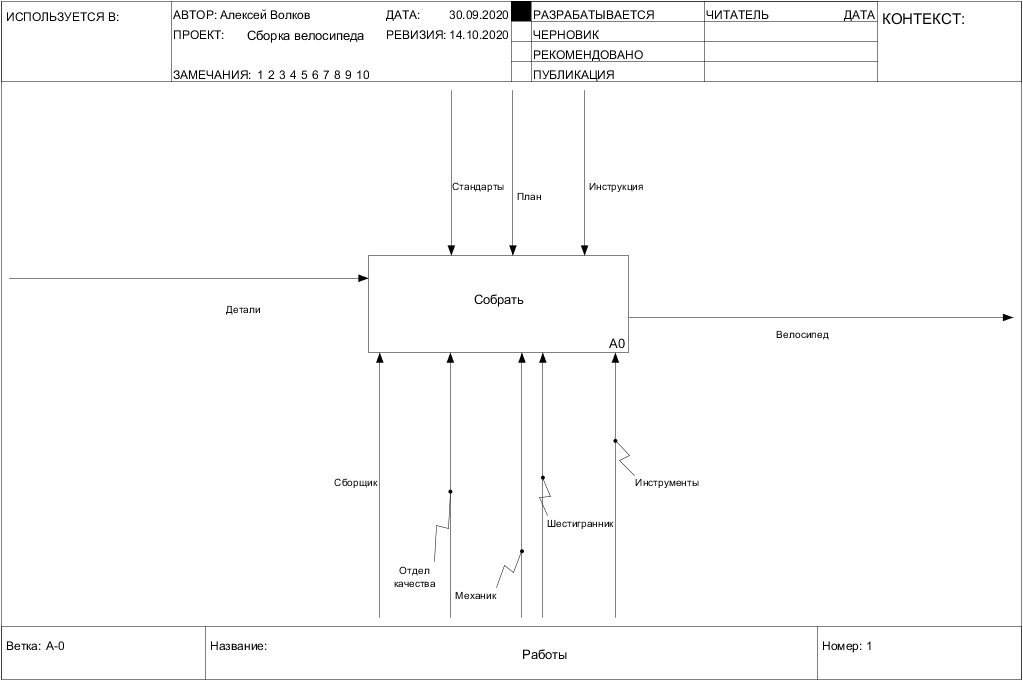 ИСПОЛЬЗУЕТСЯ В:
АВТОР: Алексей Волков
ДАТА: 30.09.2020
РАЗРАБАТЫВАЕТСЯ
ЧИТАТЕЛЬ
ДАТА
КОНТЕКСТ:
ПРОЕКТ: Сборка велосипеда
РЕВИЗИЯ: 14.10.2020
ЧЕРНОВИК
РЕКОМЕНДОВАНО
ЗАМЕЧАНИЯ: 1 2 3 4 5 6 7 8 9 10
ПУБЛИКАЦИЯ
Стандарты
План
Инструкция
Собрать
Детали
Велосипед
A0
Сборщик
Инструменты
Шестигранник
Отдел
качества
Механик
Ветка: A-0
Название:
Работы
Номер: 1